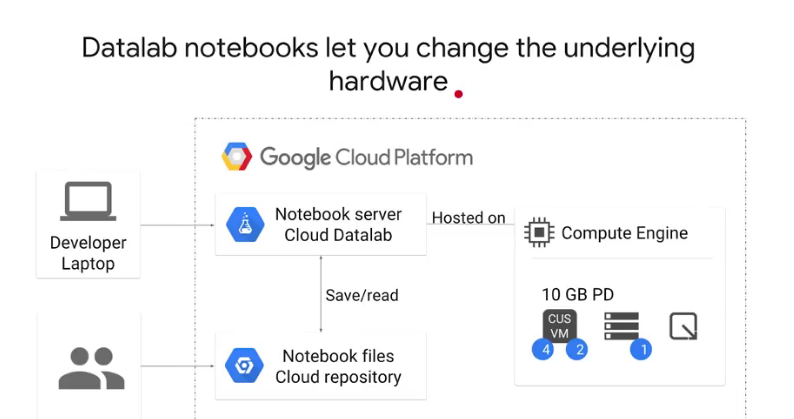 Datalab notebooks let you change the underlying
hardware
Google Cloud Platform
Developer
Laptop
Notebook server
Cloud Datalab
Hosted on
Compute Engine
Save/read
10 GB PD
CUS
VM
4
2
1
Notebook files
Cloud repository